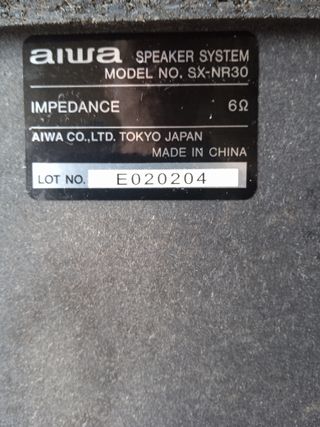 aiwa SPEAKER SYSTEM
MODEL NO. SX-NR30
IMPEDANCE 6Ω
AIWA CO.,LTD. TOKYO JAPAN
MADE IN CHINA
LOT NO. E020204